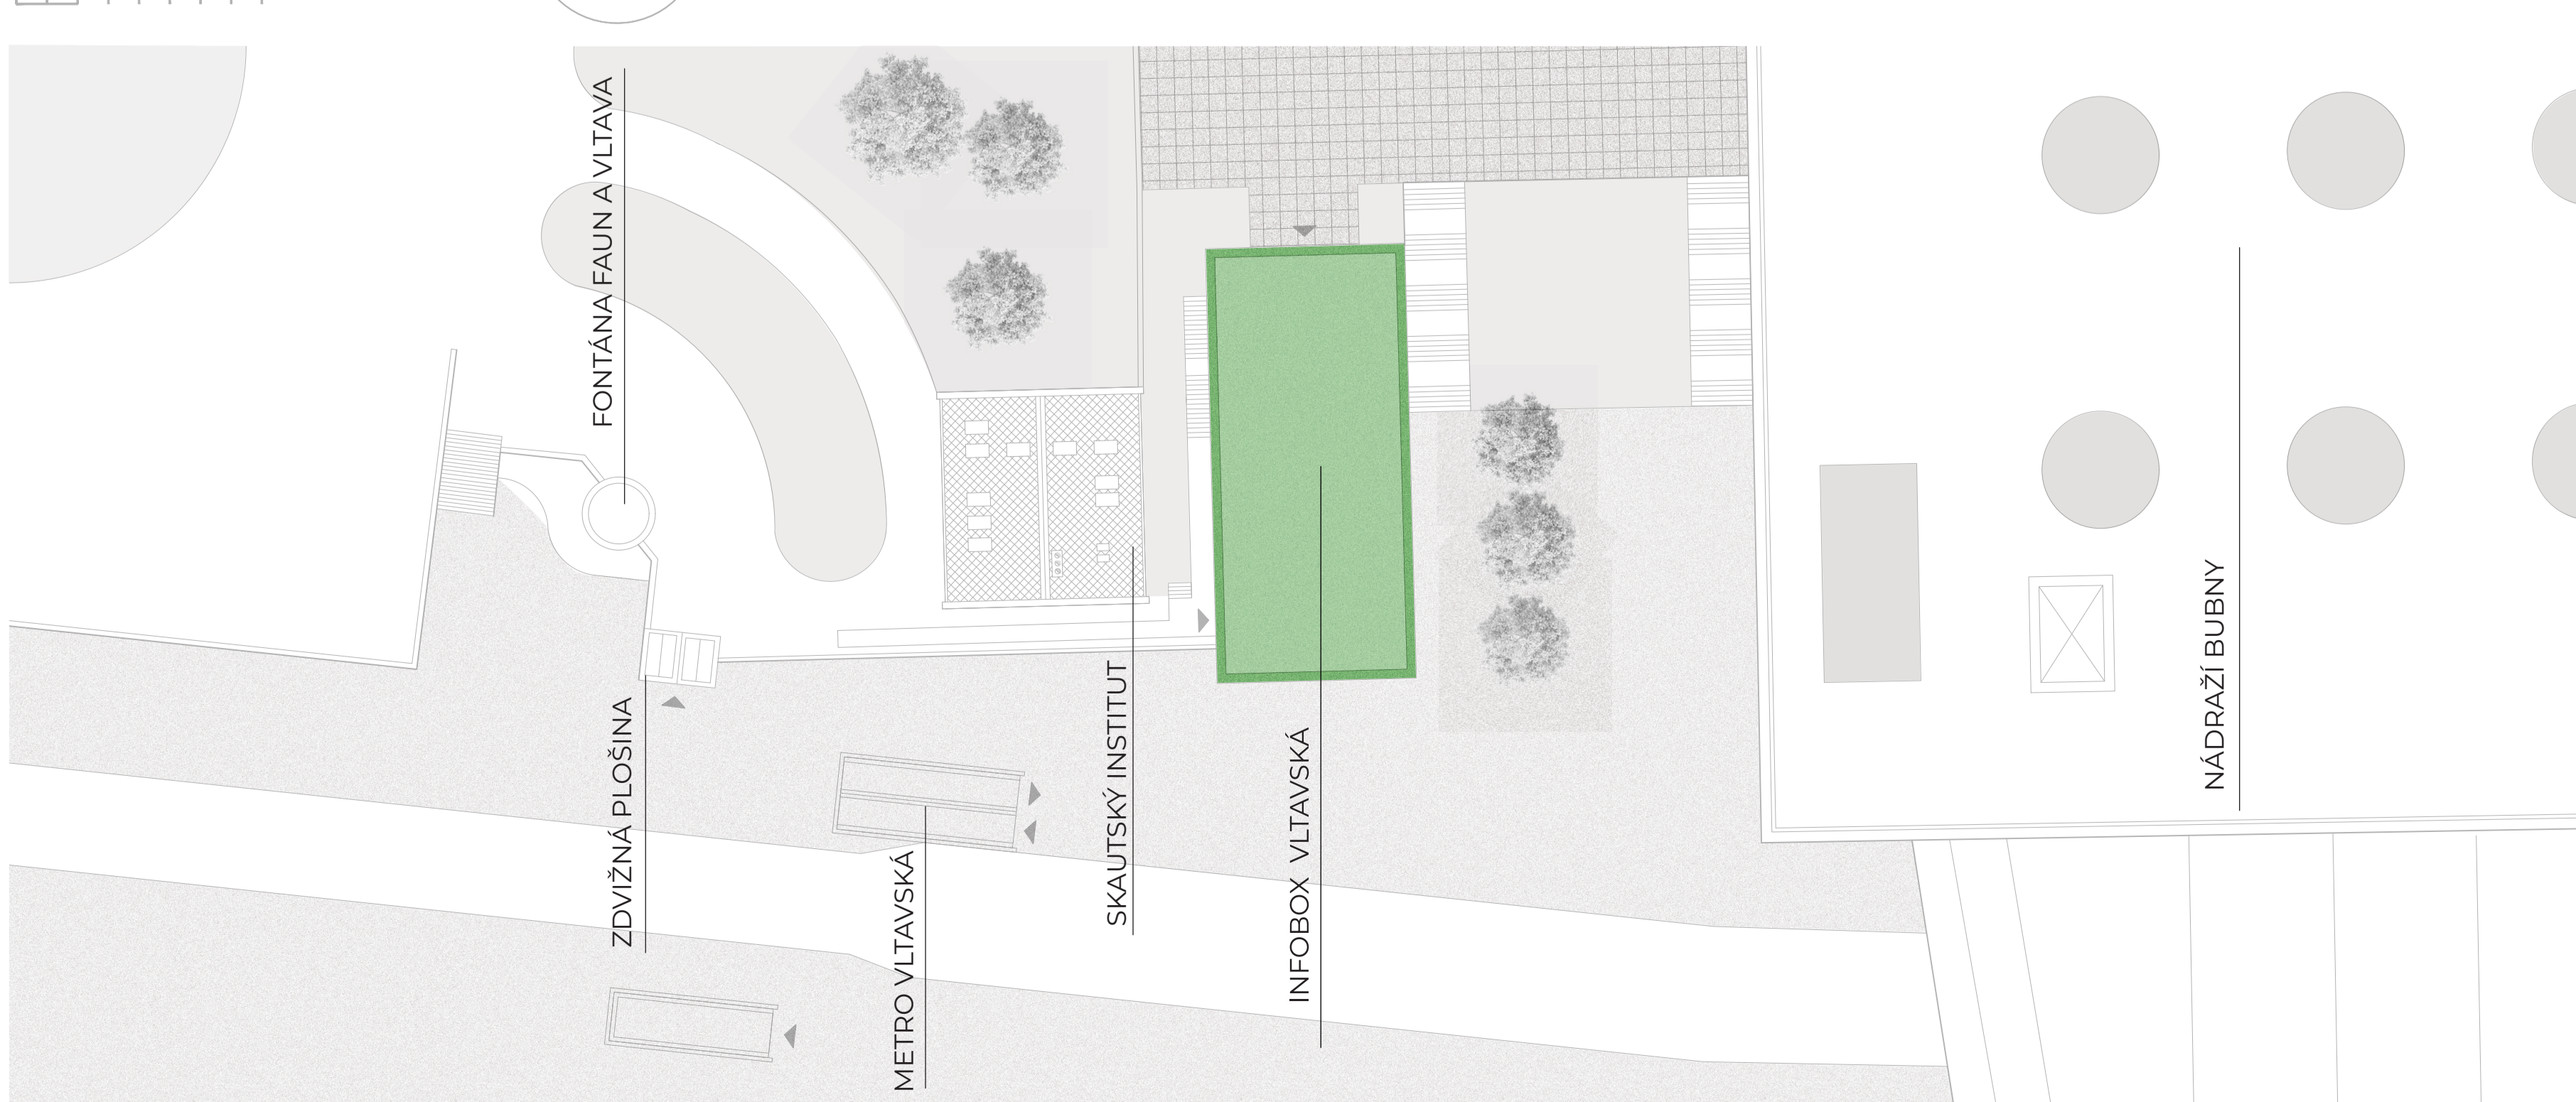 FONTÁNA FAUN A VLTAVA
ZDVIŽNÁ PLOŠINA
METRO VLTAVSKÁ
SKAUTSKÝ INSTITUT
INFOBOX VLTAVSKÁ
NÁDRAŽÍ BUBNY